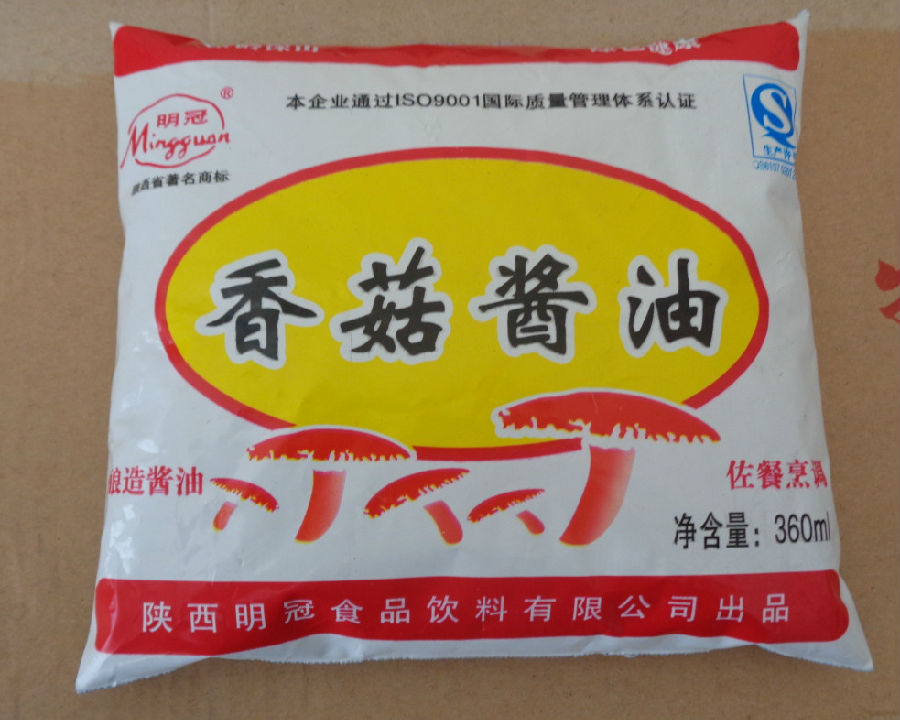 明冠
®
Mingguan
陕西省著名商标
本企业通过ISO9001国际质量管理体系认证
香菇酱油
酿造酱油
佐餐烹调
净含量：360ml
陕西明冠食品饮料有限公司出品